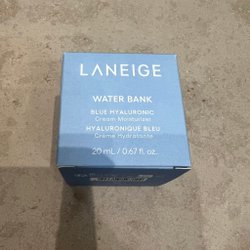 LANEIGE
WATER BANK
BLUE HYALURONIC
Cream Moisturizer
HYALURONIQUE BLEU
Crème Hydratante
20 mL / 0.67 fl. oz.